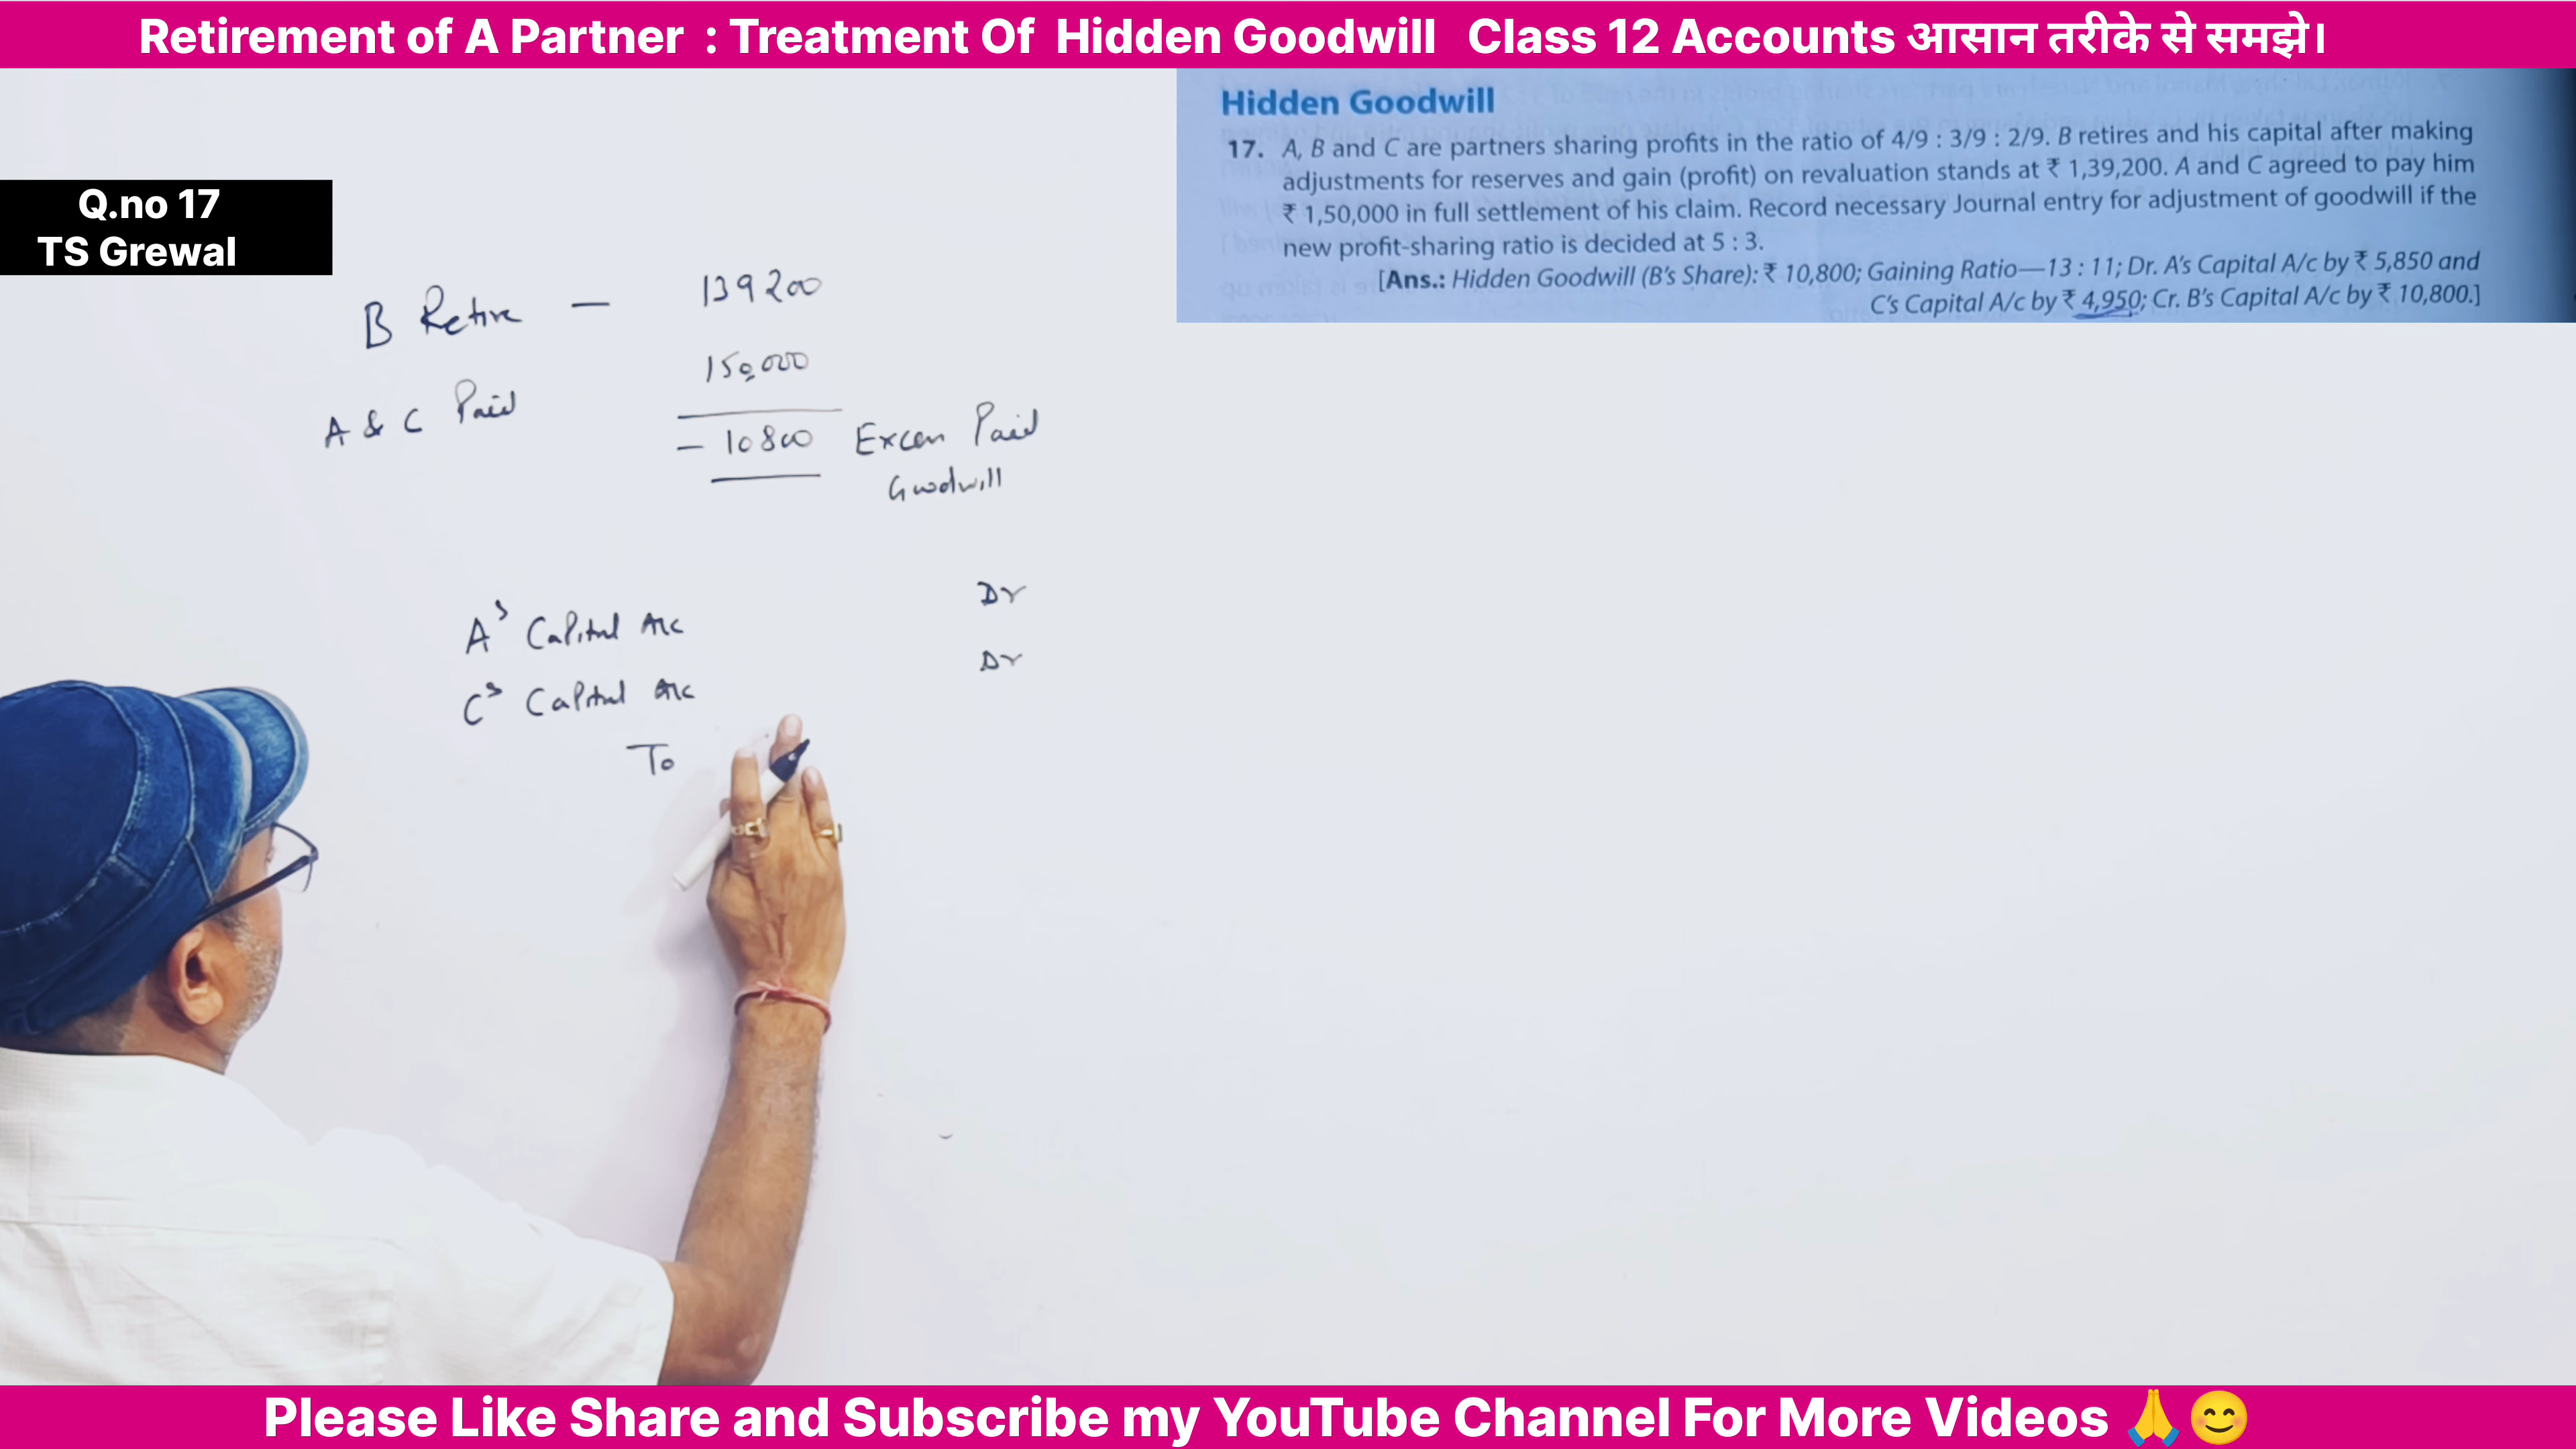 Retirement of A Partner : Treatment Of Hidden Goodwill Class 12 Accounts आसान तरीके से समझे।
Q.no 17
TS Grewal
Hidden Goodwill
17. A, B and C are partners sharing profits in the ratio of 4/9 : 3/9 : 2/9. B retires and his capital after making
adjustments for reserves and gain (profit) on revaluation stands at ₹ 1,39,200. A and C agreed to pay him
₹ 1,50,000 in full settlement of his claim. Record necessary Journal entry for adjustment of goodwill if the
new profit-sharing ratio is decided at 5 : 3.
[Ans.: Hidden Goodwill (B's Share): ₹ 10,800; Gaining Ratio—13 : 11; Dr. A's Capital A/c by ₹ 5,850 and
C's Capital A/c by ₹ 4,950; Cr. B's Capital A/c by ₹ 10,800.]
B Retire — 139200
A & C Paid 150,000
— 10800 Excess Paid
Goodwill
A's Capital A/c Dr
C's Capital A/c Dr
To
Please Like Share and Subscribe my YouTube Channel For More Videos 🙏😊